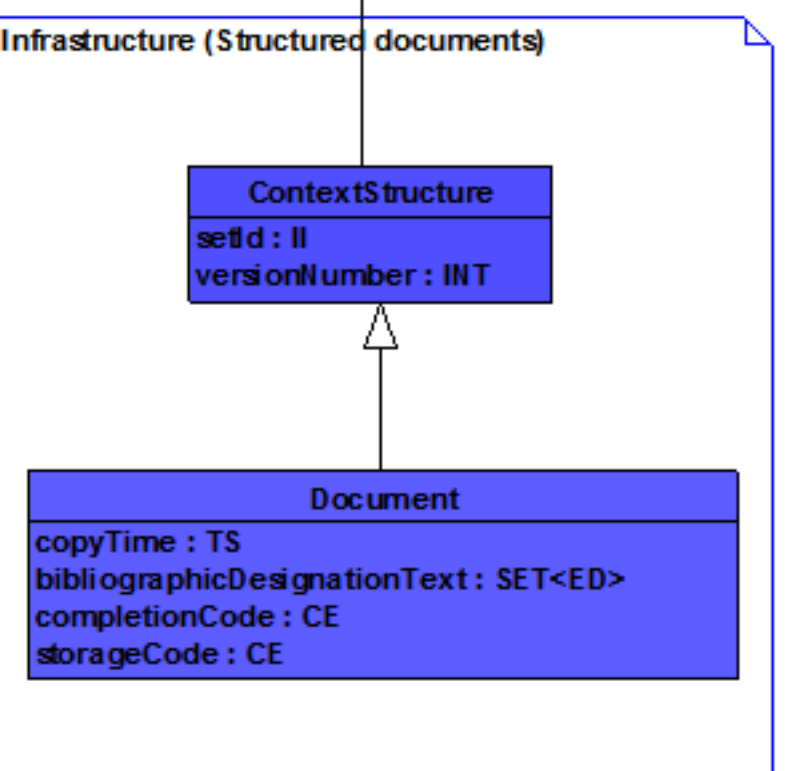 Infrastructure (Structured documents)
ContextStructure
setId : II
versionNumber : INT
Document
copyTime : TS
bibliographicDesignationText : SET<ED>
completionCode : CE
storageCode : CE